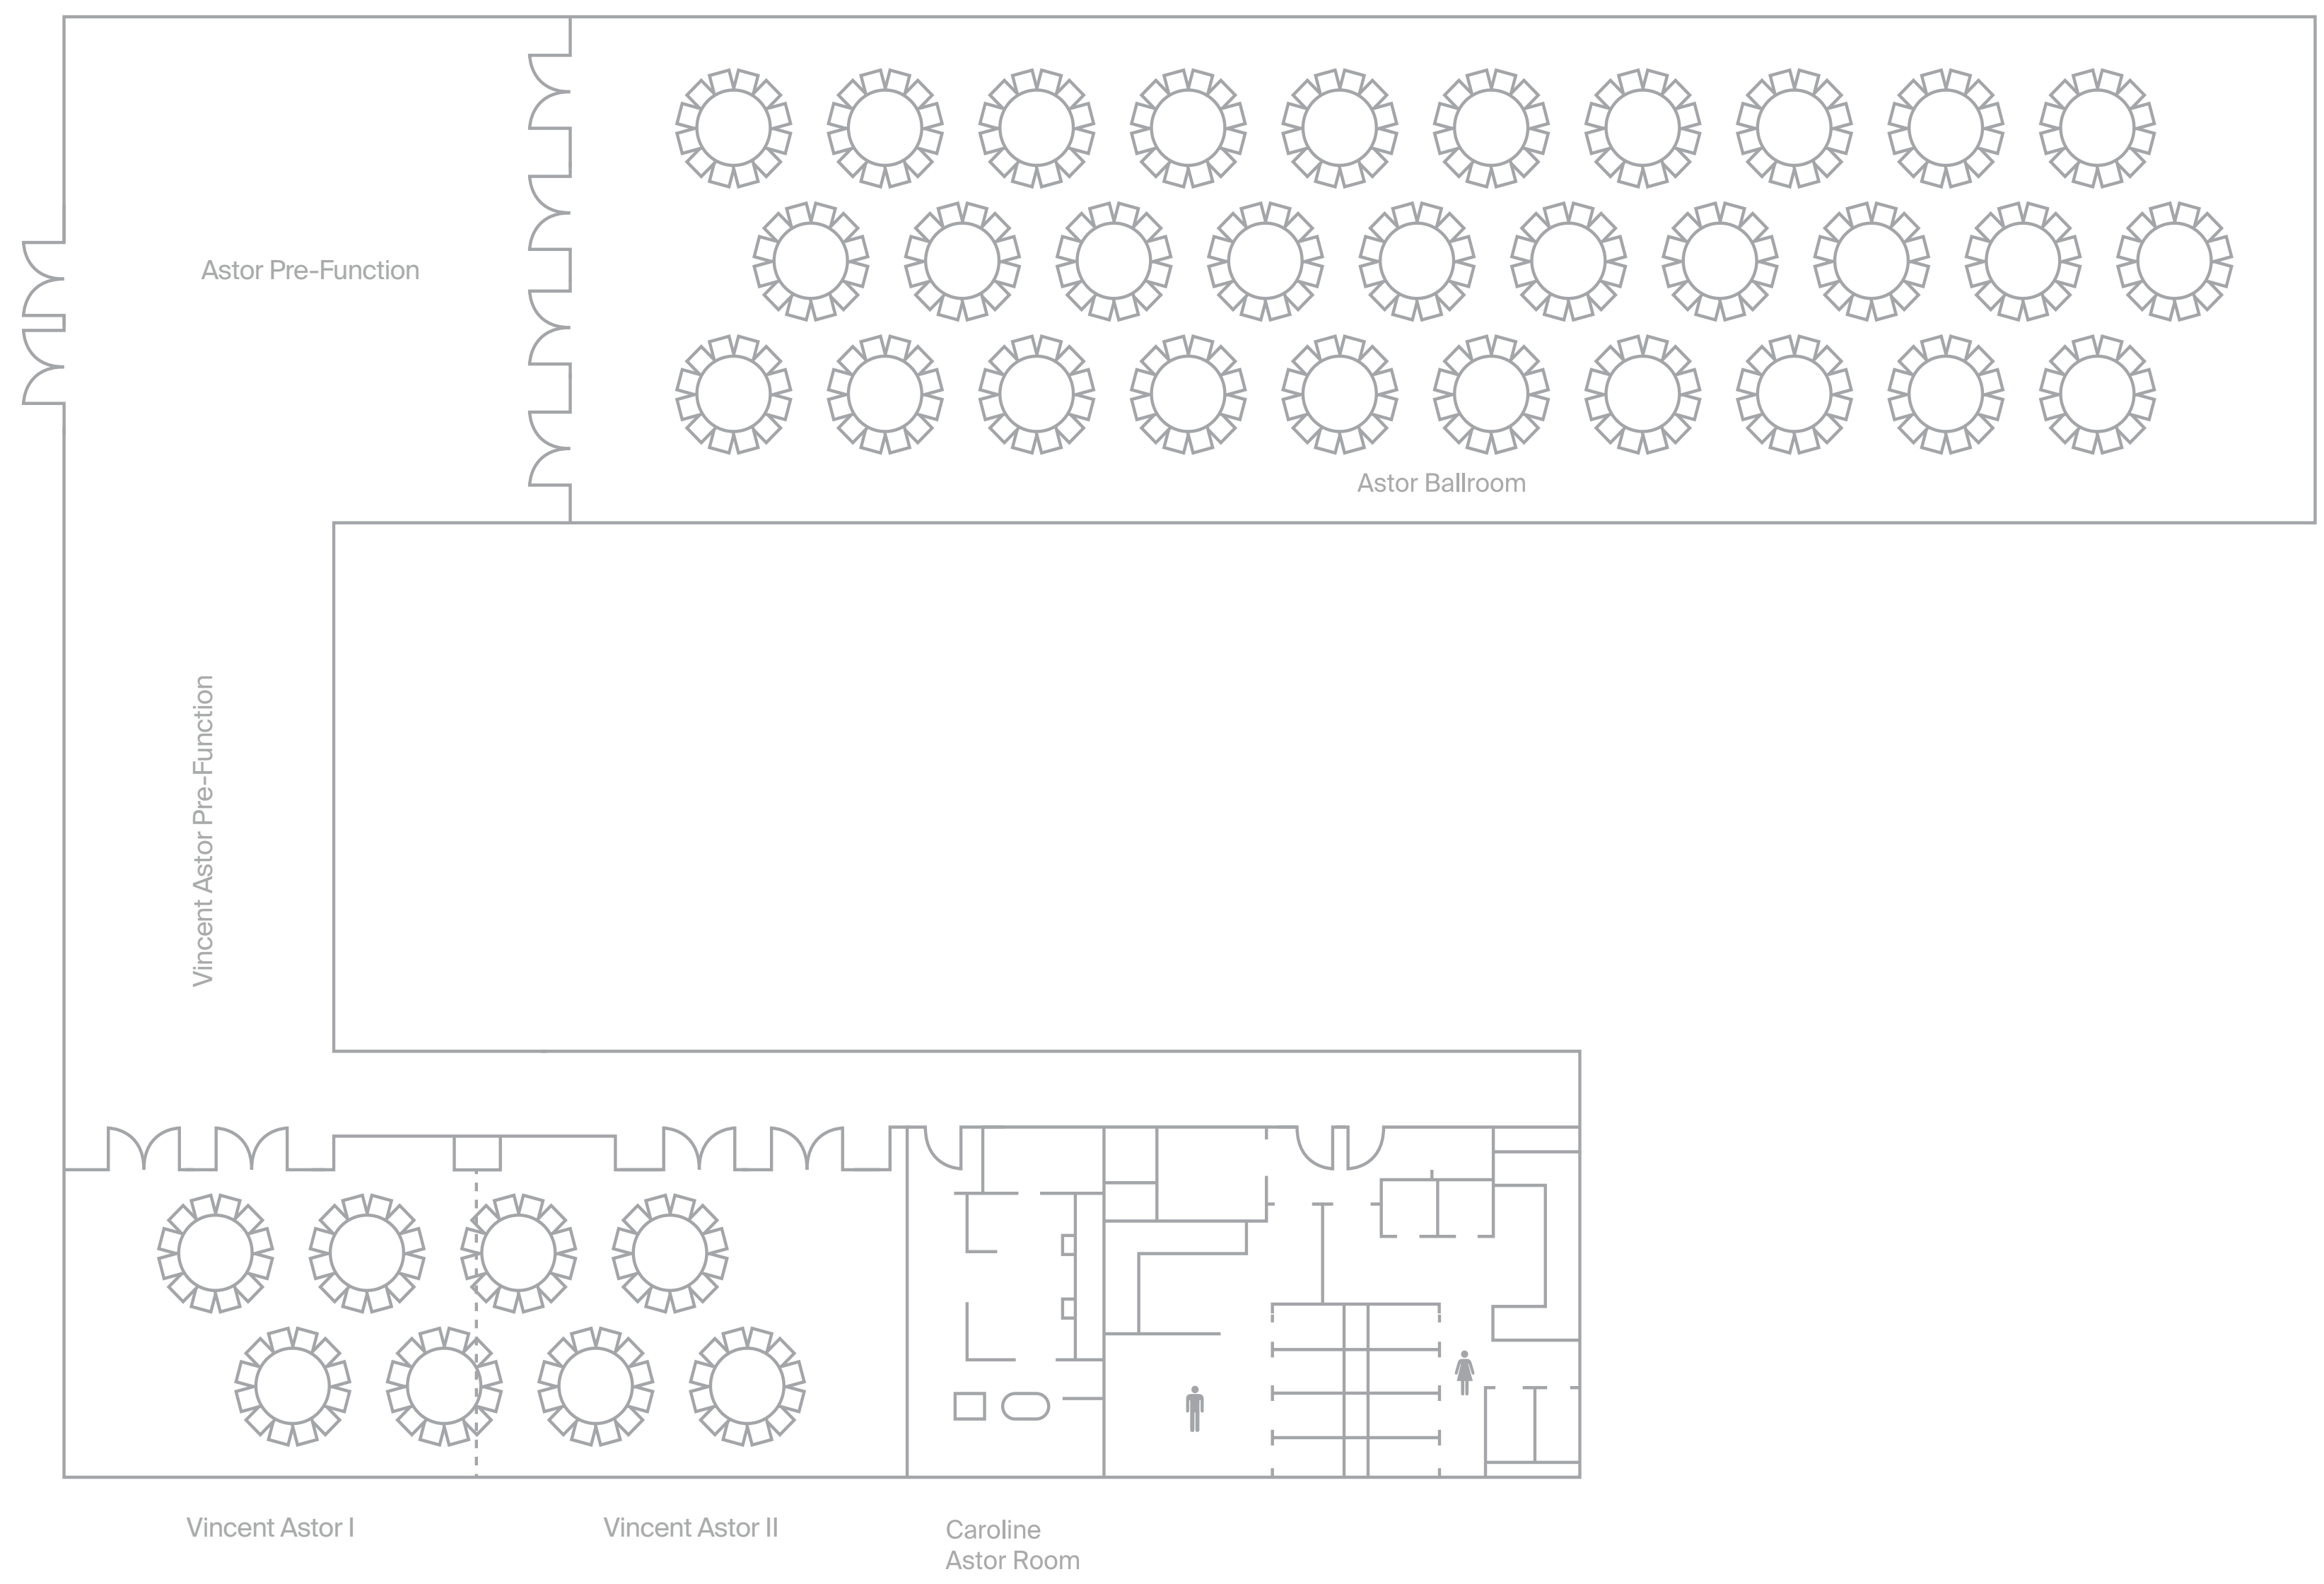 Astor Pre-Function
Astor Ballroom
Vincent Astor Pre-Function
Vincent Astor I
Vincent Astor II
Caroline
Astor Room